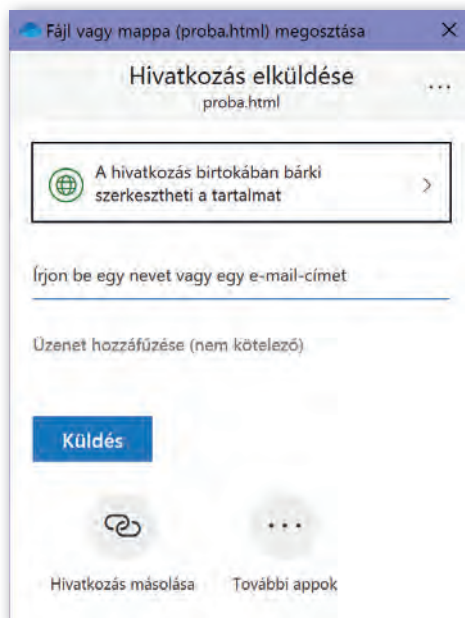 Fájl vagy mappa (proba.html) megosztása
Hivatkozás elküldése
proba.html
A hivatkozás birtokában bárki
szerkesztheti a tartalmat
Írjon be egy nevet vagy egy e-mail-címet
Üzenet hozzáfűzése (nem kötelező)
Küldés
Hivatkozás másolása
További appok